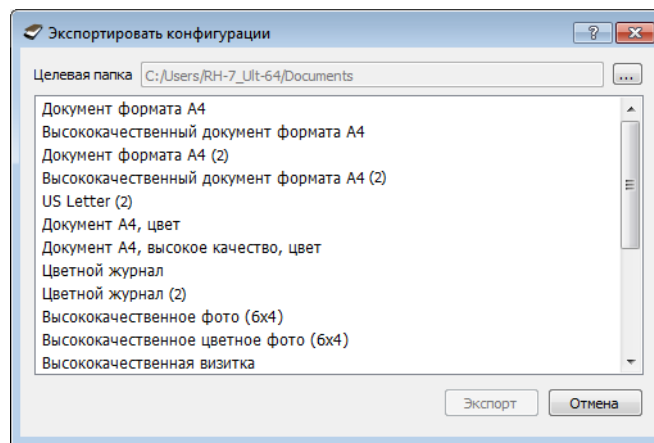 Экспортировать конфигурации
Целевая папка C:/Users/RH-7_Ult-64/Documents ...
Документ формата A4
Высококачественный документ формата A4
Документ формата A4 (2)
Высококачественный документ формата A4 (2)
US Letter (2)
Документ A4, цвет
Документ A4, высокое качество, цвет
Цветной журнал
Цветной журнал (2)
Высококачественное фото (6x4)
Высококачественное цветное фото (6x4)
Высококачественная визитка
Экспорт Отмена